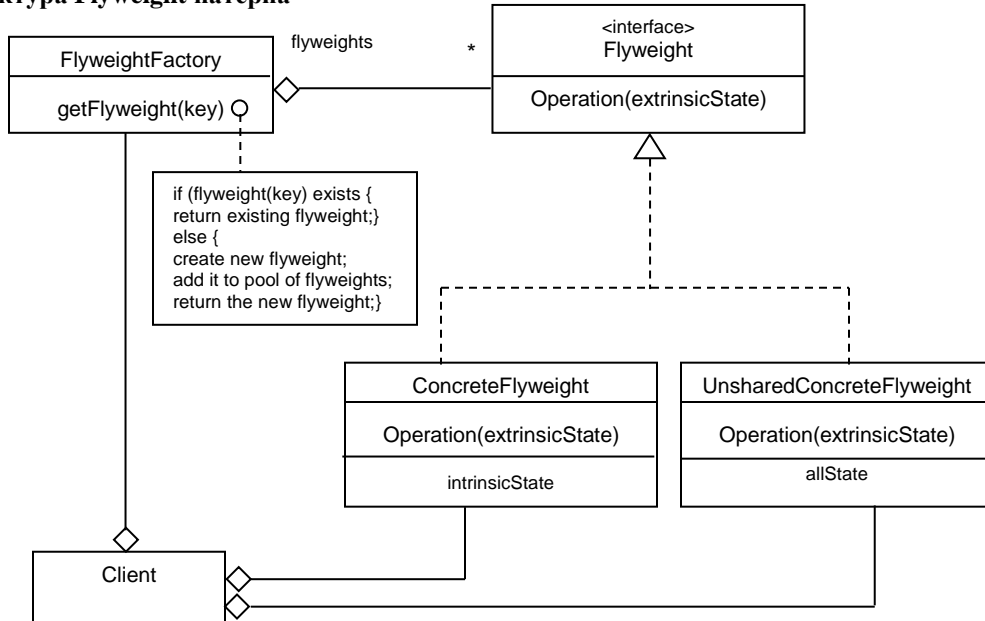 Flyweight патерна
flyweights
*
<interface>
Flyweight
Operation(extrinsicState)
FlyweightFactory
getFlyweight(key)
if (flyweight(key) exists {
return existing flyweight;}
else {
create new flyweight;
add it to pool of flyweights;
return the new flyweight;}
ConcreteFlyweight
Operation(extrinsicState)
intrinsicState
UnsharedConcreteFlyweight
Operation(extrinsicState)
allState
Client